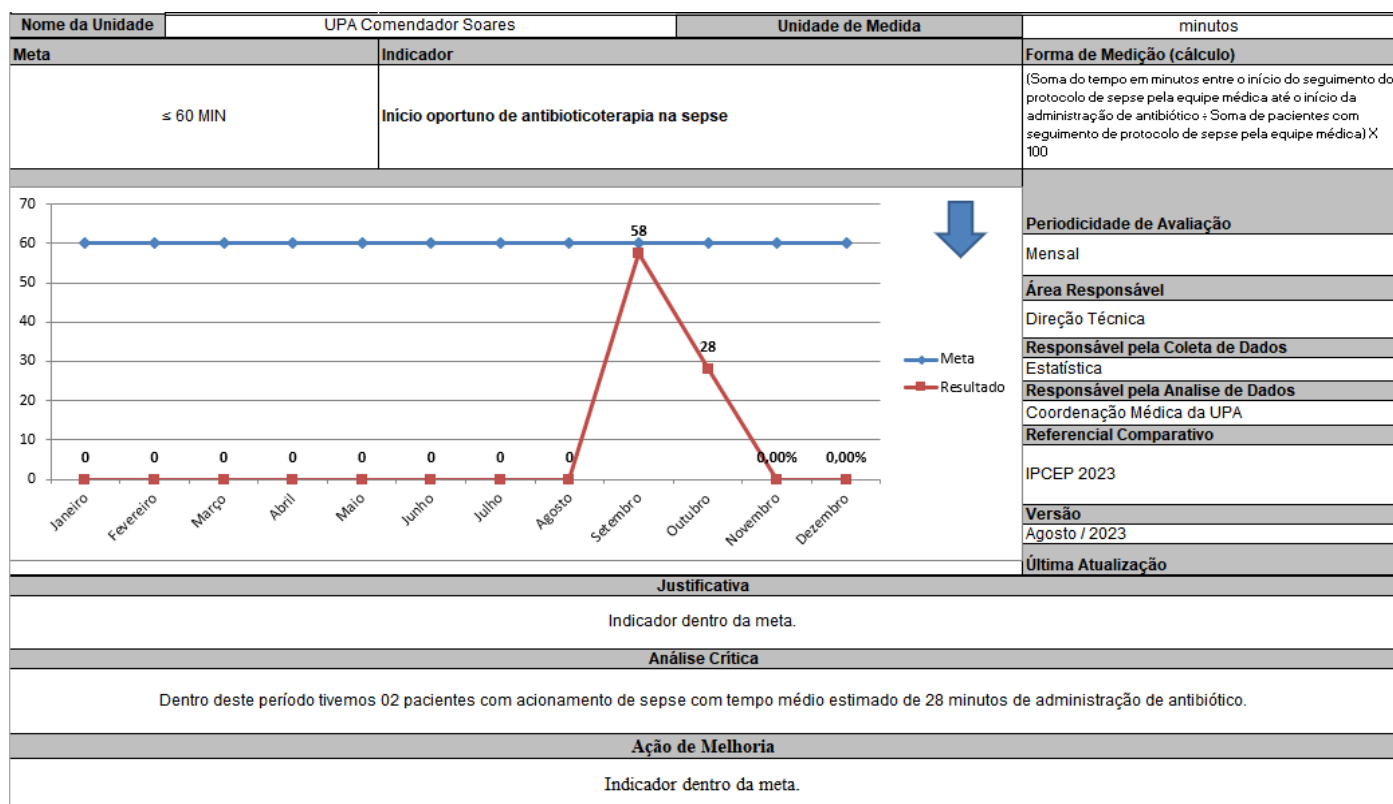 Nome da Unidade
UPA Comendador Soares
Unidade de Medida
minutos
Meta
Indicador
Forma de Medição (cálculo)
≤ 60 MIN
Início oportuno de antibioticoterapia na sepse
(Soma do tempo em minutos entre o início do seguimento do
protocolo de sepse pela equipe médica até o início da
administração de antibiótico ÷ Soma de pacientes com
seguimento de protocolo de sepse pela equipe médica) X
100
70
60
50
40
30
20
10
0
0
0
0
0
0
0
0
0
58
28
0,00%
0,00%
Janeiro
Fevereiro
Março
Abril
Maio
Junho
Julho
Agosto
Setembro
Outubro
Novembro
Dezembro
Meta
Resultado
Periodicidade de Avaliação
Mensal
Área Responsável
Direção Técnica
Responsável pela Coleta de Dados
Estatística
Responsável pela Analise de Dados
Coordenação Médica da UPA
Referencial Comparativo
IPCEP 2023
Versão
Agosto / 2023
Última Atualização
Justificativa
Indicador dentro da meta.
Análise Crítica
Dentro deste período tivemos 02 pacientes com acionamento de sepse com tempo médio estimado de 28 minutos de administração de antibiótico.
Ação de Melhoria
Indicador dentro da meta.